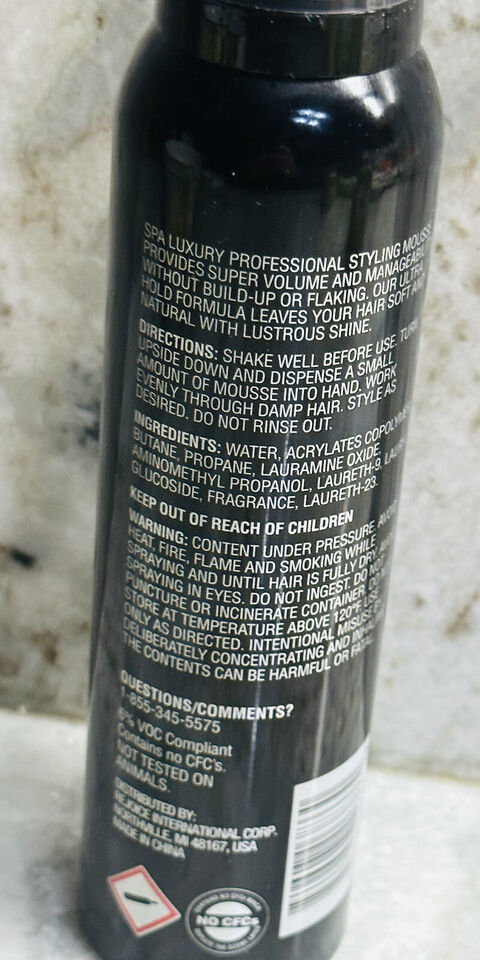 SPA LUXURY PROFESSIONAL STYLING MOUSSE
PROVIDES SUPER VOLUME AND
WITHOUT BUILD-UP OR FLAKING. OUR ULTRA
HOLD FORMULA LEAVES YOUR HAIR SOFT AND
NATURAL WITH LUSTROUS SHINE.
DIRECTIONS: SHAKE WELL BEFORE USE. TURN
UPSIDE DOWN AND DISPENSE A SMALL
AMOUNT OF MOUSSE INTO HAND. WORK
EVENLY THROUGH DAMP HAIR. STYLE AS
DESIRED. DO NOT RINSE OUT.
INGREDIENTS: WATER, ACRYLATES
BUTANE, PROPANE, LAURAMINE OXIDE,
AMINOMETHYL PROPANOL, LAURETH-9,
GLUCOSIDE, FRAGRANCE, LAURETH-23.
KEEP OUT OF REACH OF CHILDREN
WARNING: CONTENT UNDER PRESSURE. AVOID
HEAT, FIRE, FLAME AND SMOKING WHILE
SPRAYING AND UNTIL HAIR IS FULLY DRY.
SPRAYING IN EYES. DO NOT INGEST. DO NOT
PUNCTURE OR INCINERATE CONTAINER.
STORE AT TEMPERATURE ABOVE 120°F. USE
ONLY AS DIRECTED. INTENTIONAL MISUSE
DELIBERATELY CONCENTRATING AND
THE CONTENTS CAN BE HARMFUL OR FATAL.
QUESTIONS/COMMENTS?
1-855-345-5575
6% VOC Compliant
Contains no CFC's.
NOT TESTED ON
ANIMALS.
DISTRIBUTED BY:
REJOICE INTERNATIONAL CORP.
NORTHVILLE, MI 48167, USA
MADE IN CHINA
NO CFCs